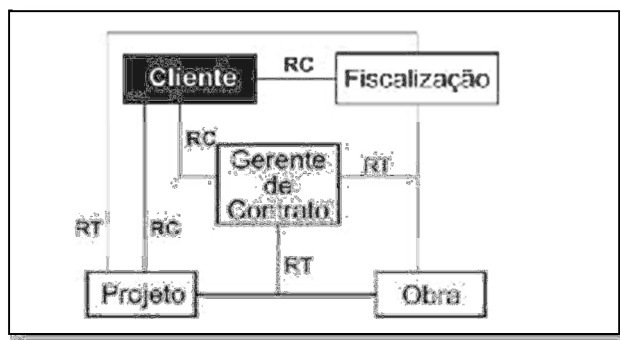 Cliente
RC
Fiscalização
RC
Gerente
de
Contrato
RT
RT
RC
RT
Projeto
Obra